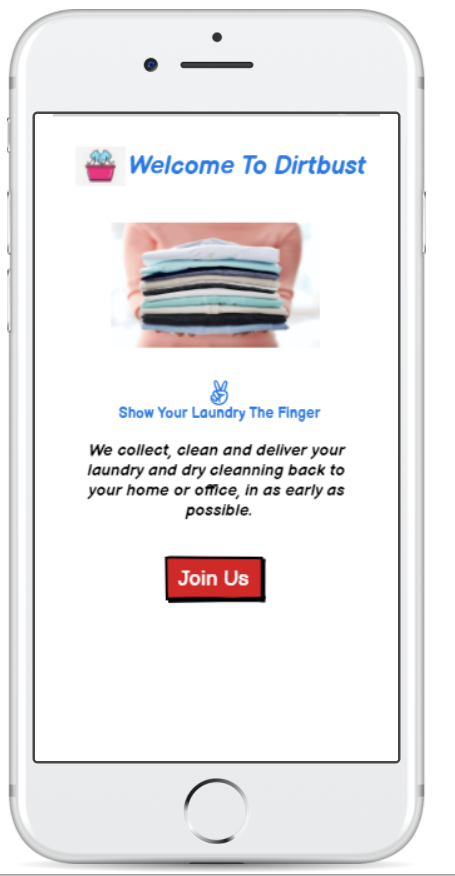 Welcome To Dirtbust
Show Your Laundry The Finger
We collect, clean and deliver your
laundry and dry cleanning back to
your home or office, in as early as
possible.
Join Us